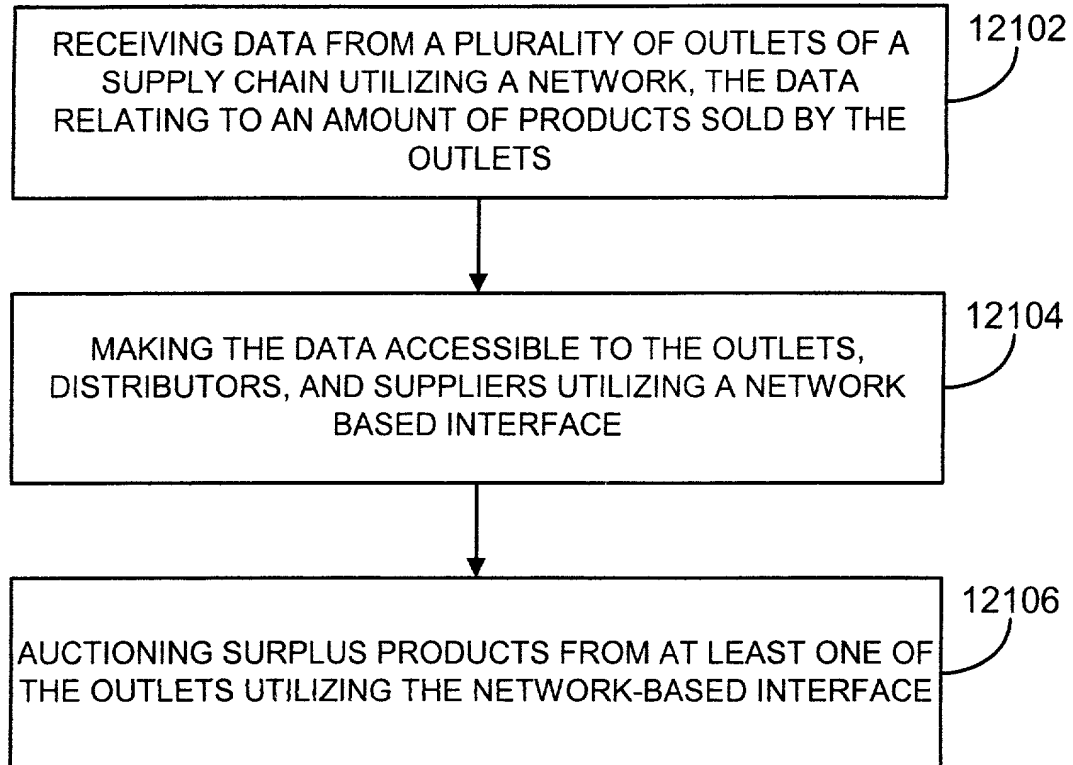 RECEIVING DATA FROM A PLURALITY OF OUTLETS OF A
SUPPLY CHAIN UTILIZING A NETWORK, THE DATA
RELATING TO AN AMOUNT OF PRODUCTS SOLD BY THE
OUTLETS
12102
MAKING THE DATA ACCESSIBLE TO THE OUTLETS,
DISTRIBUTORS, AND SUPPLIERS UTILIZING A NETWORK
BASED INTERFACE
12104
AUCTIONING SURPLUS PRODUCTS FROM AT LEAST ONE OF
THE OUTLETS UTILIZING THE NETWORK-BASED INTERFACE
12106